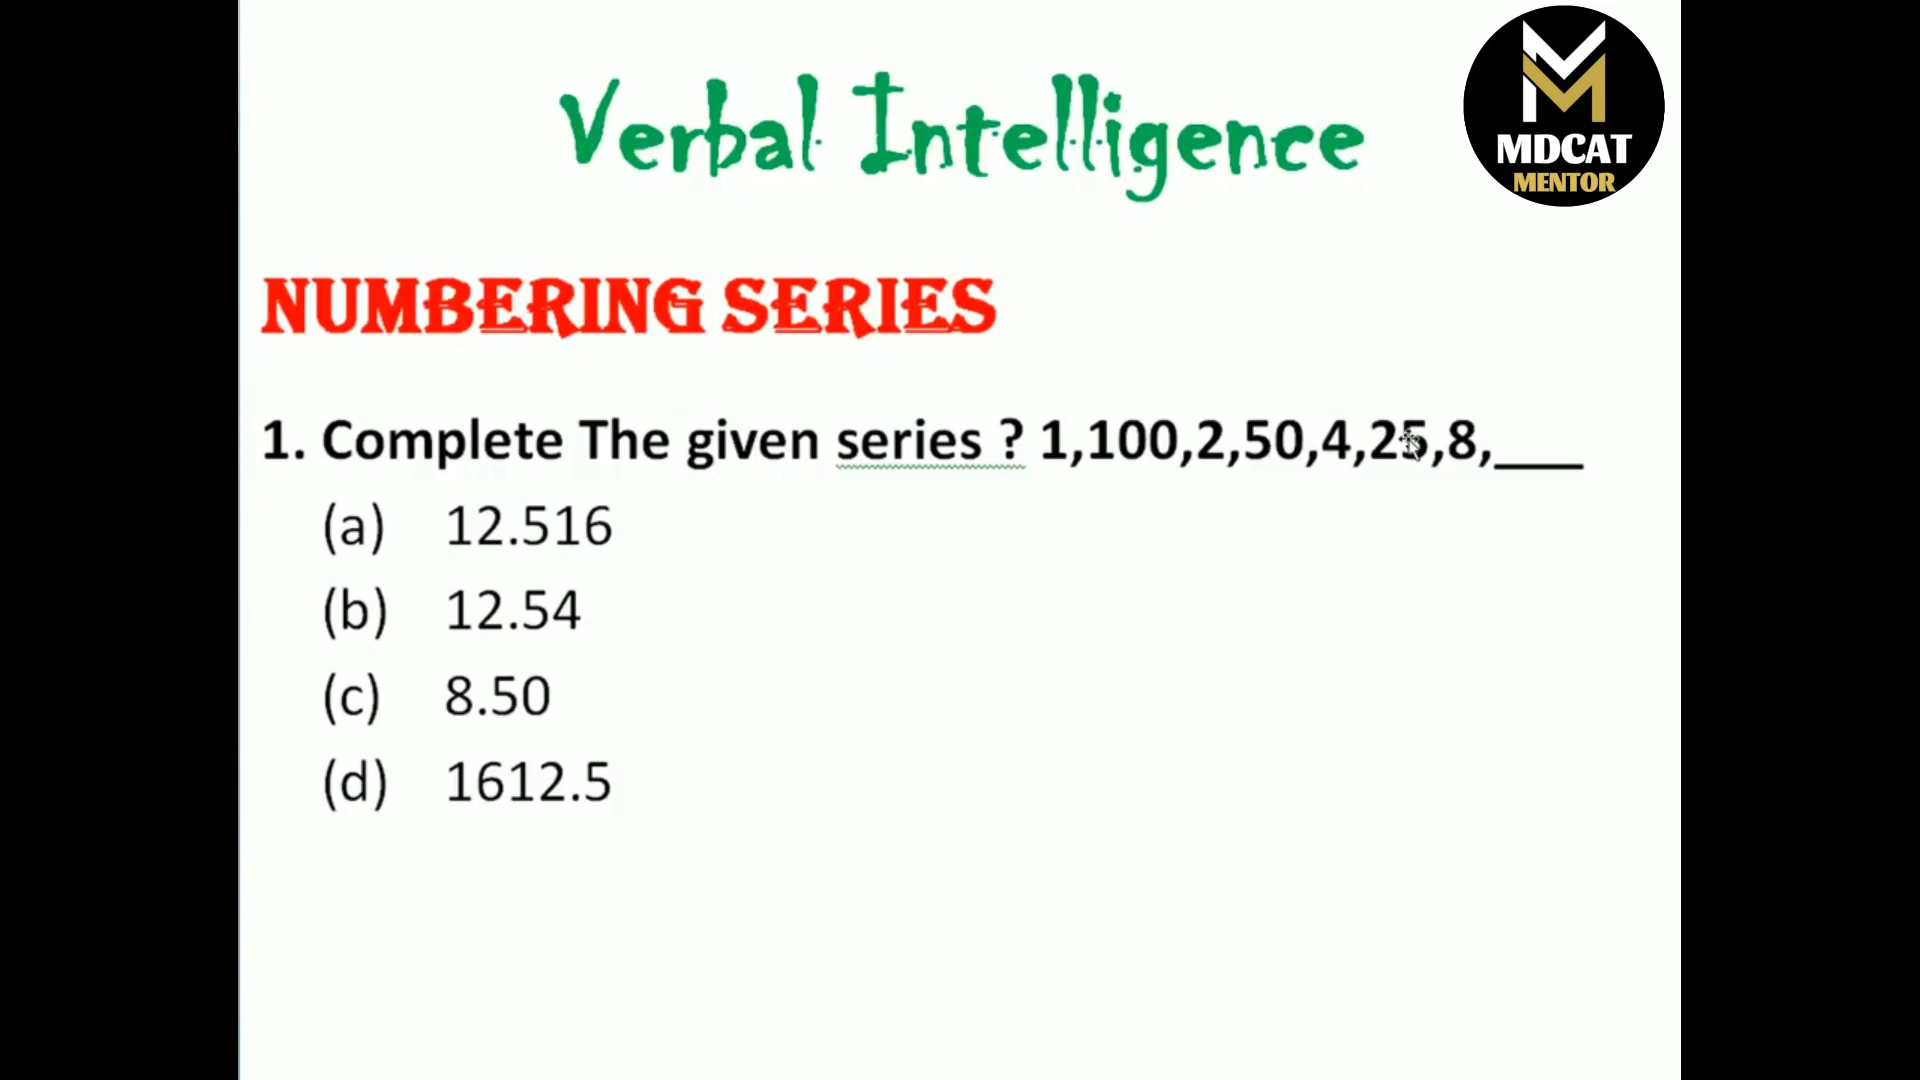 Verbal Intelligence
MDCAT
MENTOR
NUMBERING SERIES
1. Complete The given series ? 1,100,2,50,4,25,8,___
(a) 12.516
(b) 12.54
(c) 8.50
(d) 1612.5